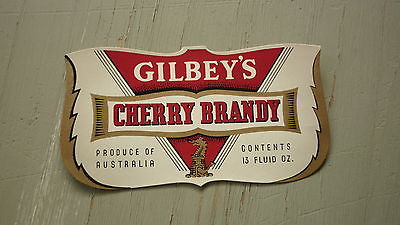 GILBEY'S
CHERRY BRANDY
PRODUCE OF
AUSTRALIA
CONTENTS
13 FLUID OZ.